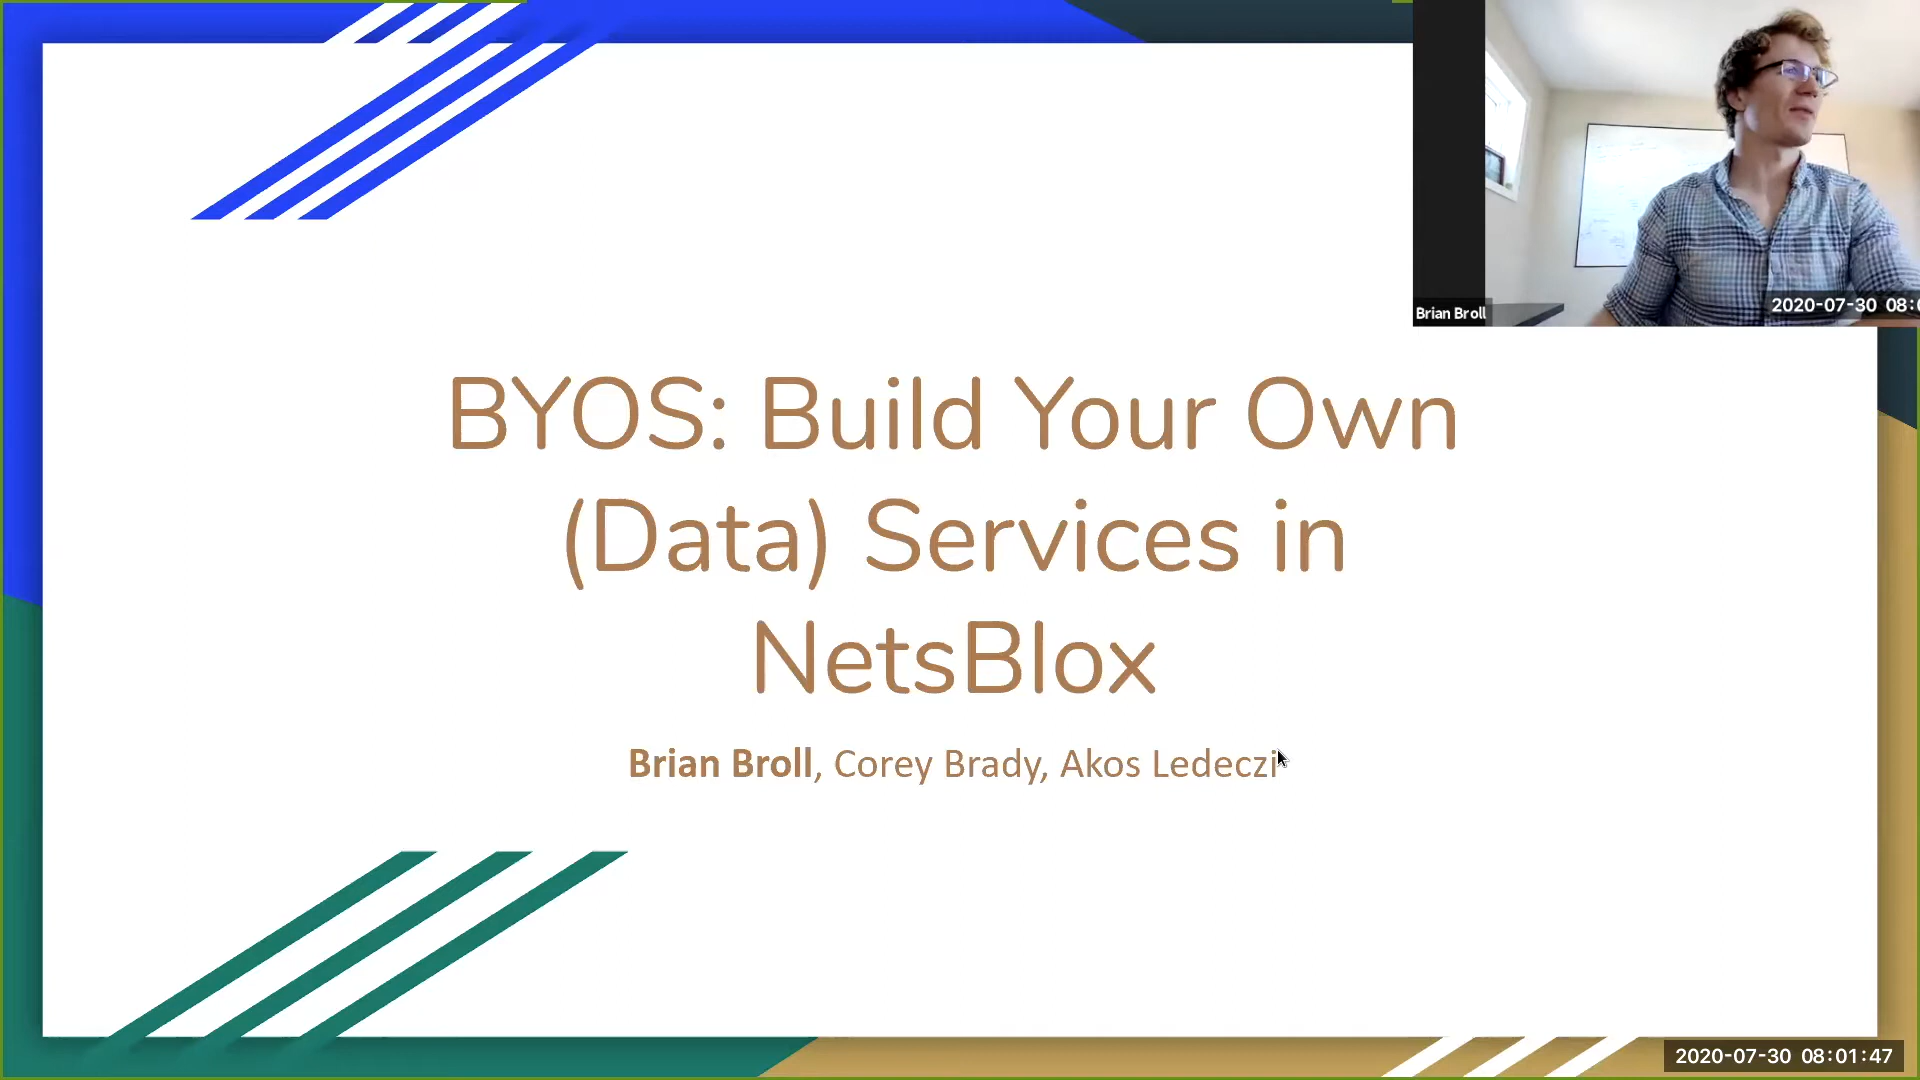 BYOS: Build Your Own
(Data) Services in
NetsBlox
Brian Broll, Corey Brady, Akos Ledeczi
Brian Broll
2020-07-30 08:0
2020-07-30 08:01:47